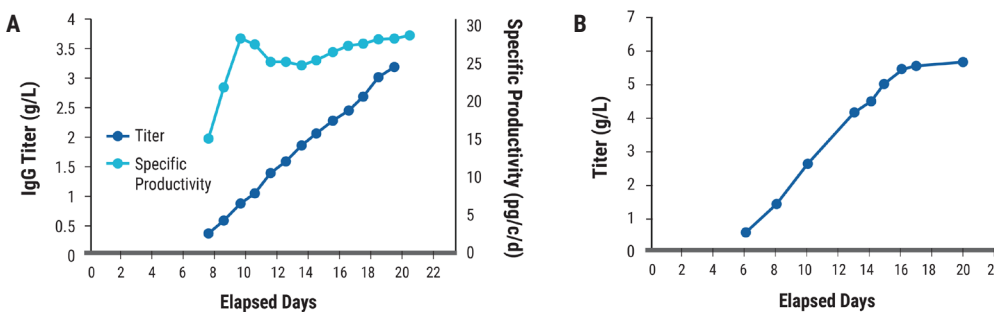 A
IgG Titer (g/L)
4
3.5
3
2.5
2
1.5
1
0.5
0
Titer
Specific
Productivity
30
25
20
15
10
5
0
Specific Productivity (pg/c/d)
0 2 4 6 8 10 12 14 16 18 20 22
Elapsed Days
B
Titer (g/L)
7
6
5
4
3
2
1
0
0 2 4 6 8 10 12 14 16 18 20 22
Elapsed Days